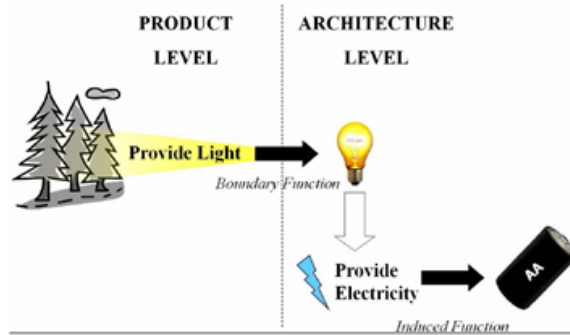 PRODUCT
LEVEL
ARCHITECTURE
LEVEL
Provide Light
Boundary Function
Provide
Electricity
AA
Induced Function